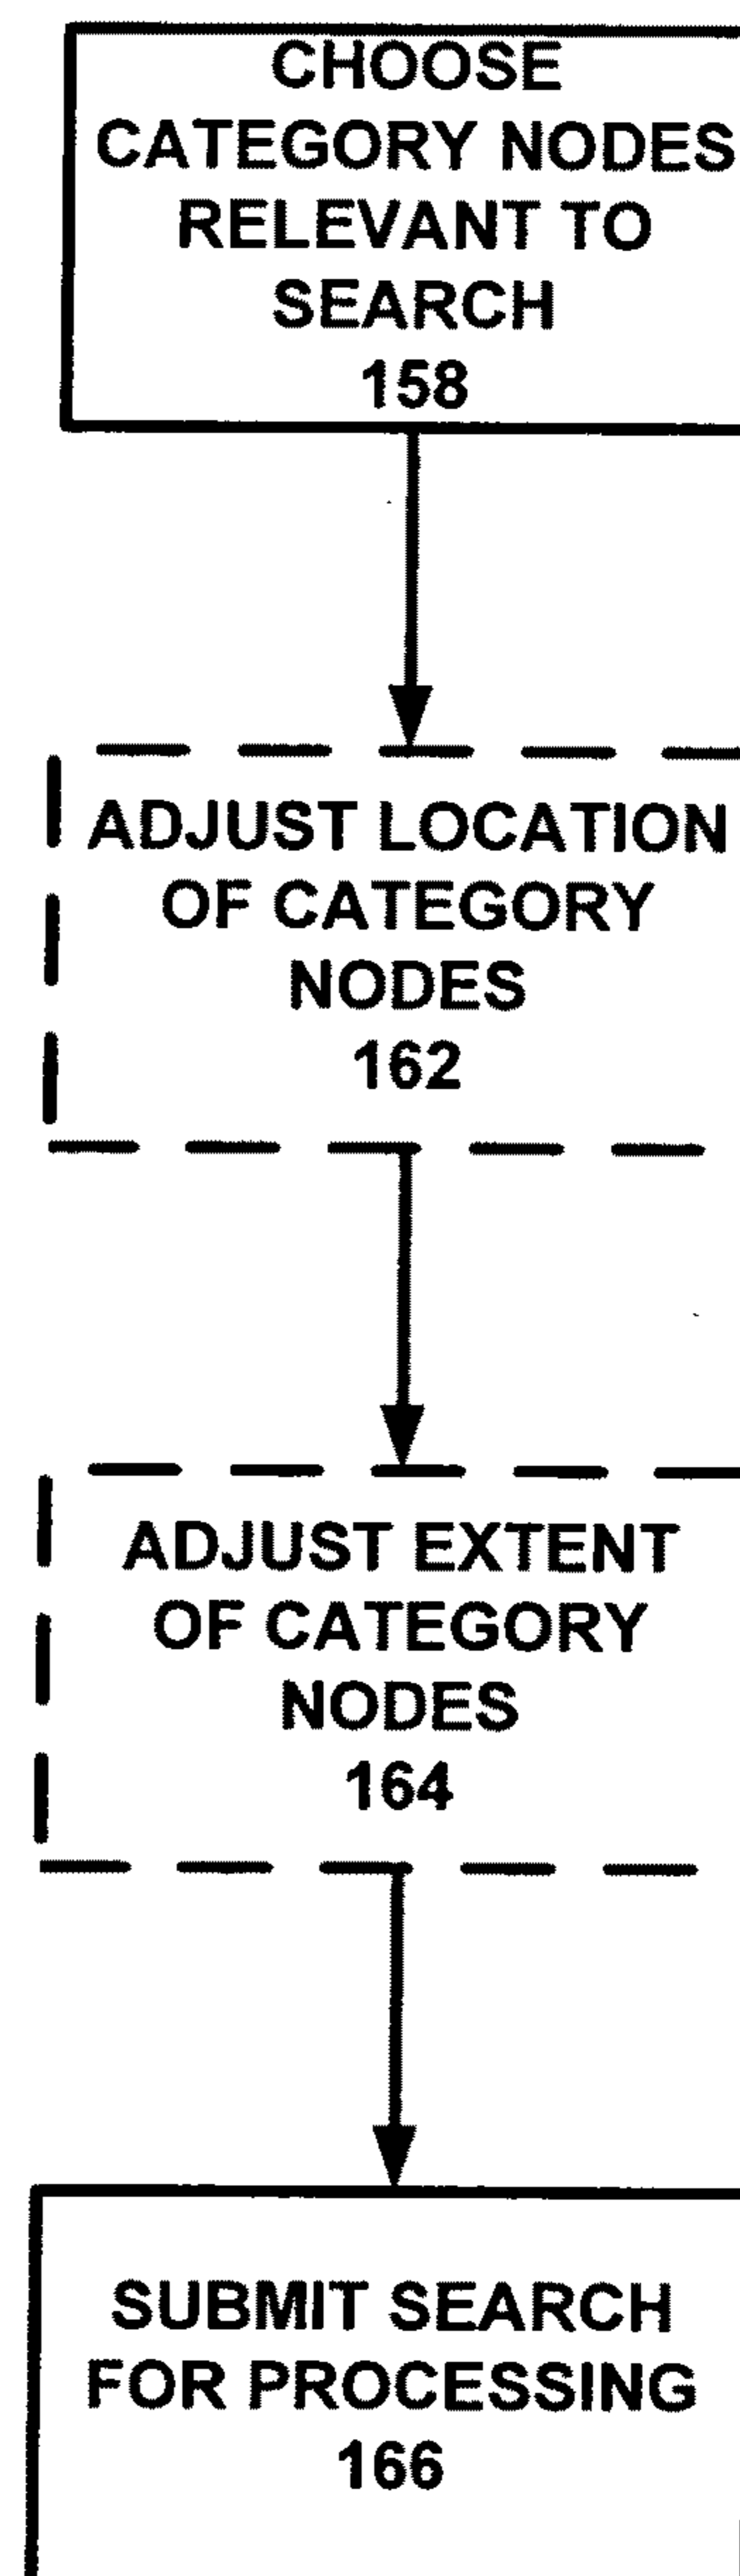 CHOOSE
CATEGORY NODES
RELEVANT TO
SEARCH
158
ADJUST LOCATION
OF CATEGORY
NODES
162
ADJUST EXTENT
OF CATEGORY
NODES
164
SUBMIT SEARCH
FOR PROCESSING
166